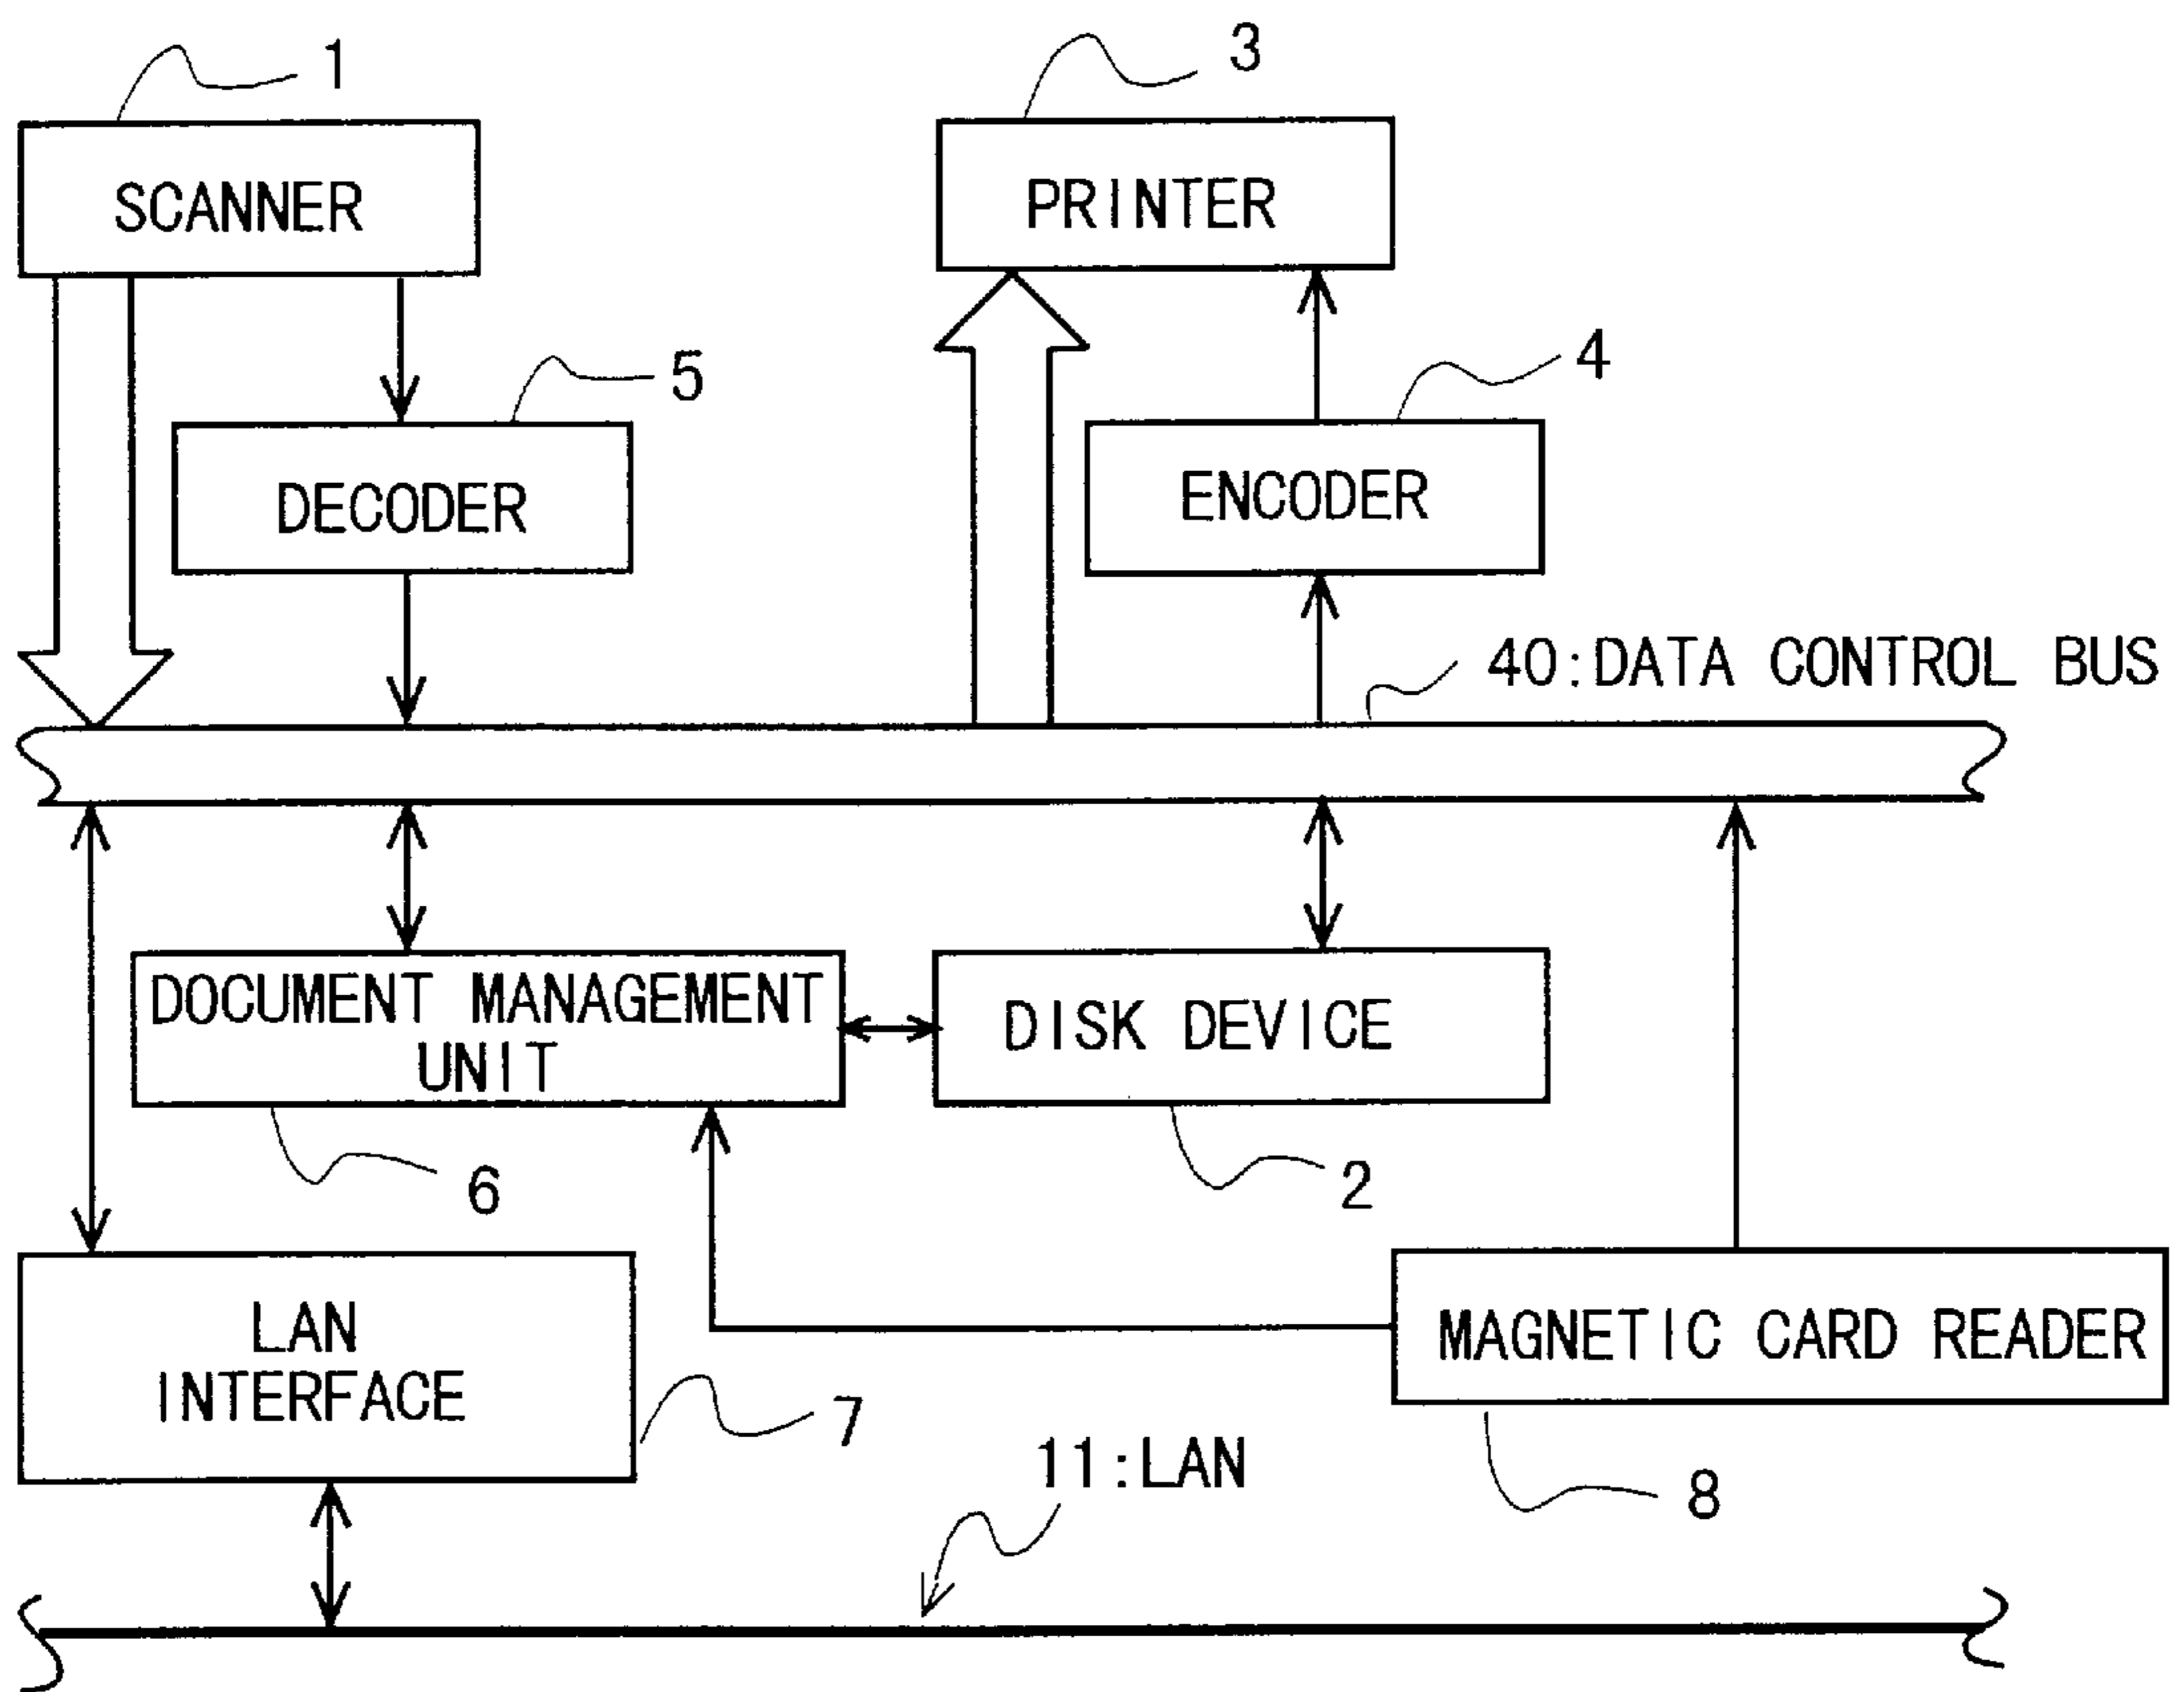 1
3
SCANNER
PRINTER
5
4
DECODER
ENCODER
40:DATA CONTROL BUS
DOCUMENT MANAGEMENT
UNIT
DISK DEVICE
6
2
LAN
INTERFACE
MAGNETIC CARD READER
7
11:LAN
8